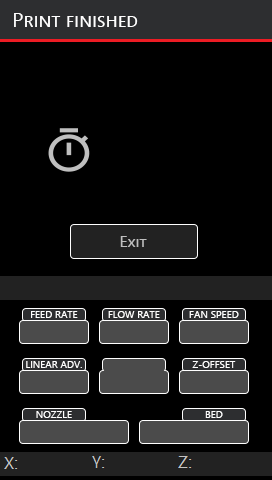 Print finished
Exit
FEED RATE FLOW RATE FAN SPEED
LINEAR ADV. Z-OFFSET
NOZZLE BED
X: Y: Z: